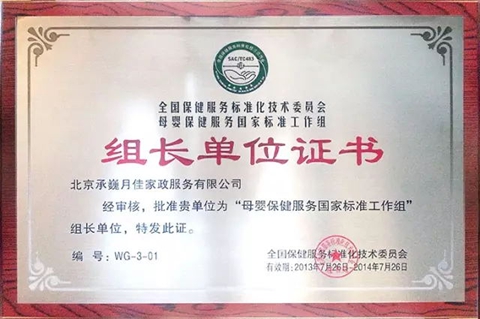 SAC/TC483
全国保健服务标准化技术委员会
母婴保健服务国家标准工作组
组长单位证书
北京承巍月佳家政服务有限公司
经审核，批准贵单位为“母婴保健服务国家标准工作组”
组长单位，特发此证。
编 号：WG-3-01
全国保健服务标准化技术委员会
有效期：2013年7月26日-2014年7月26日